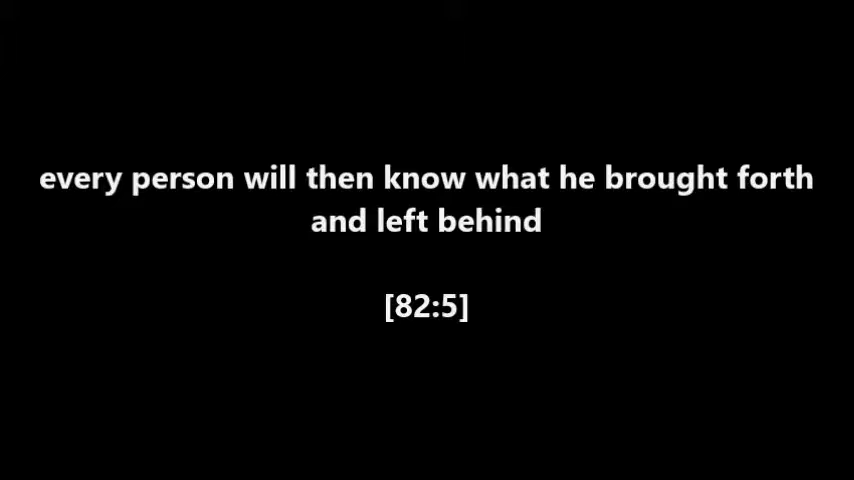 every person will then know what he brought forth
and left behind
[82:5]